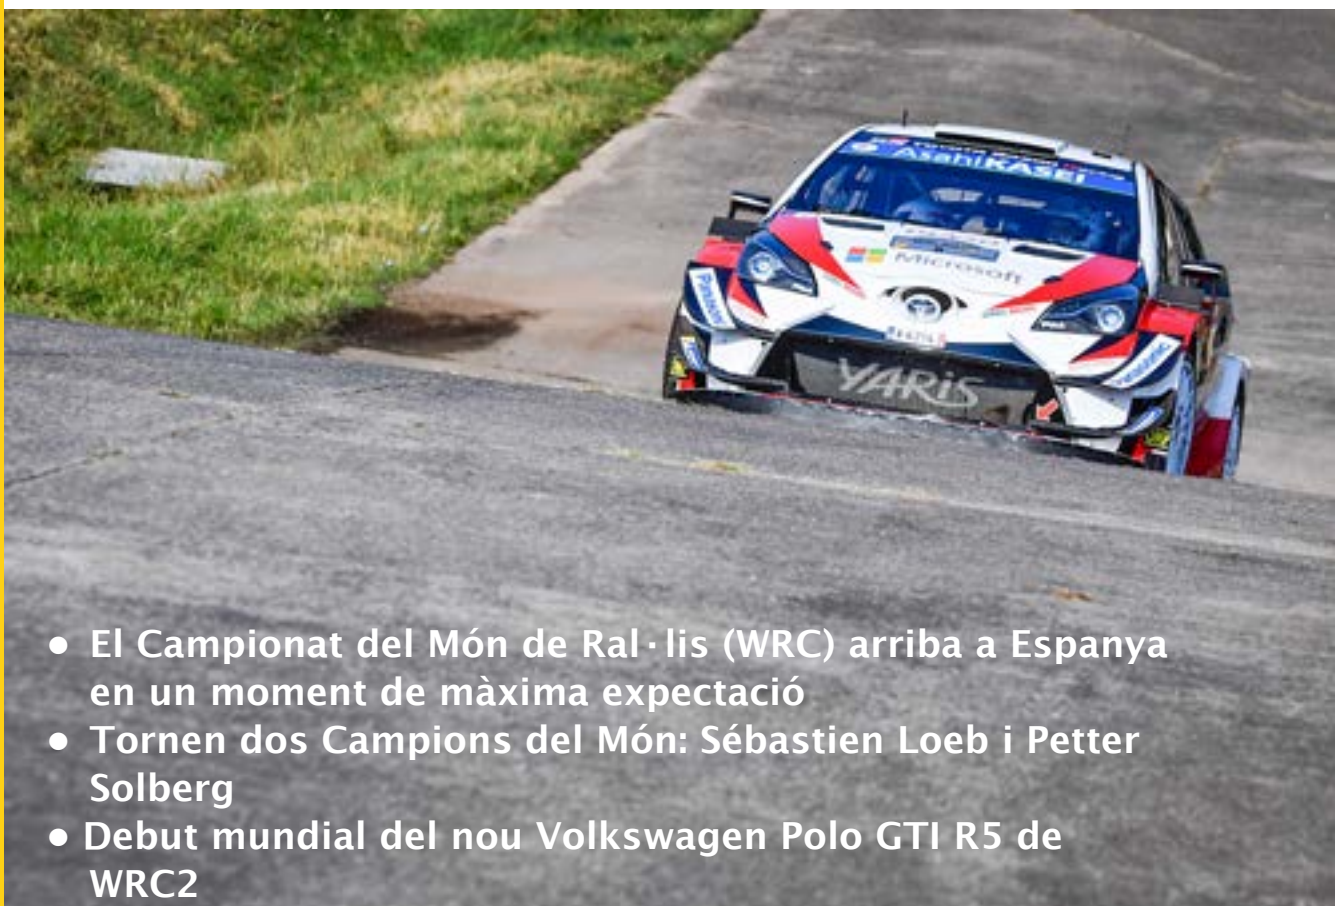 AsahiKASEI
Microsoft
Panasonic
YARiS
Panasonic
● El Campionat del Món de Ral·lis (WRC) arriba a Espanya
en un moment de màxima expectació
● Tornen dos Campions del Món: Sébastien Loeb i Petter
Solberg
● Debut mundial del nou Volkswagen Polo GTI R5 de
WRC2